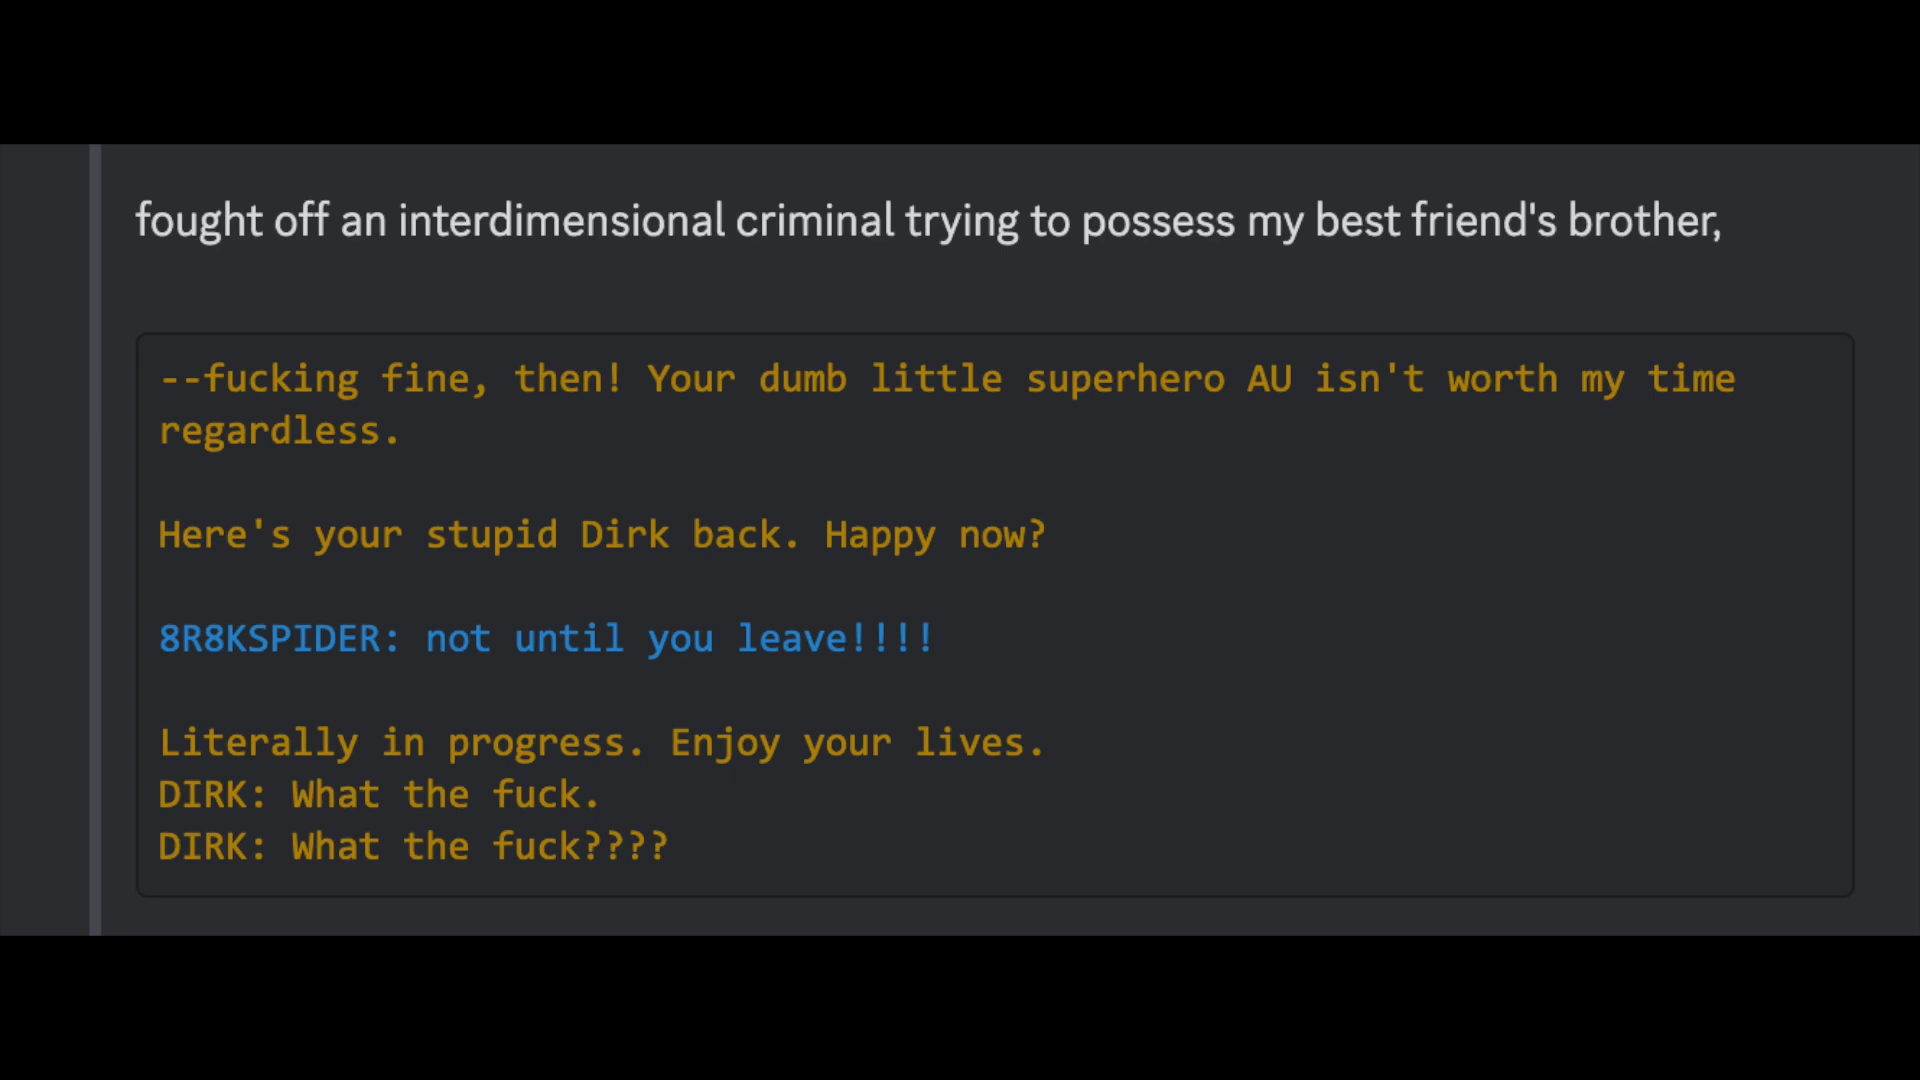 fought off an interdimensional criminal trying to possess my best friend's brother,
--fucking fine, then! Your dumb little superhero AU isn't worth my time
regardless.
Here's your stupid Dirk back. Happy now?
8R8KSPIDER: not until you leave!!!!
Literally in progress. Enjoy your lives.
DIRK: What the fuck.
DIRK: What the fuck????